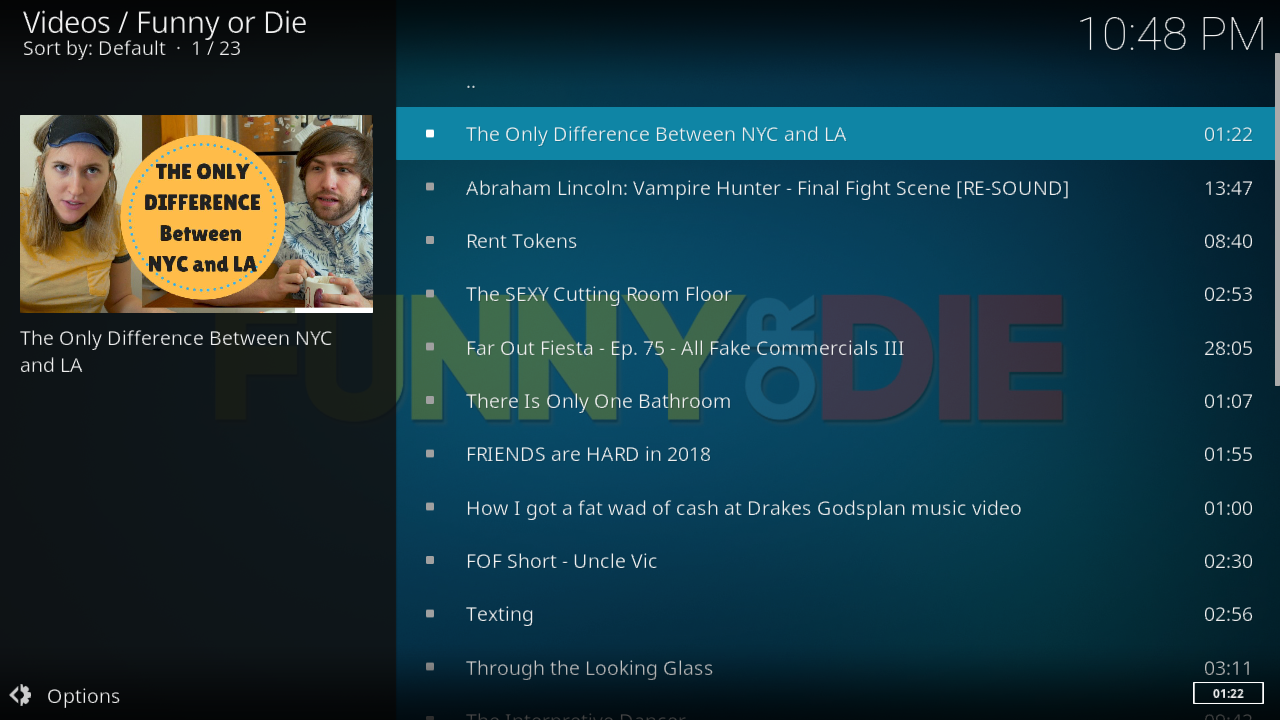 Videos / Funny or Die
Sort by: Default · 1 / 23
10:48 PM
..
THE ONLY
DIFFERENCE
Between
NYC and LA
The Only Difference Between NYC
and LA
The Only Difference Between NYC and LA 01:22
Abraham Lincoln: Vampire Hunter - Final Fight Scene [RE-SOUND] 13:47
Rent Tokens 08:40
The SEXY Cutting Room Floor 02:53
Far Out Fiesta - Ep. 75 - All Fake Commercials III 28:05
There Is Only One Bathroom 01:07
FRIENDS are HARD in 2018 01:55
How I got a fat wad of cash at Drakes Godsplan music video 01:00
FOF Short - Uncle Vic 02:30
Texting 02:56
Through the Looking Glass 03:11
The Interpretive Dancer
FUNNY OR DIE
Options
01:22